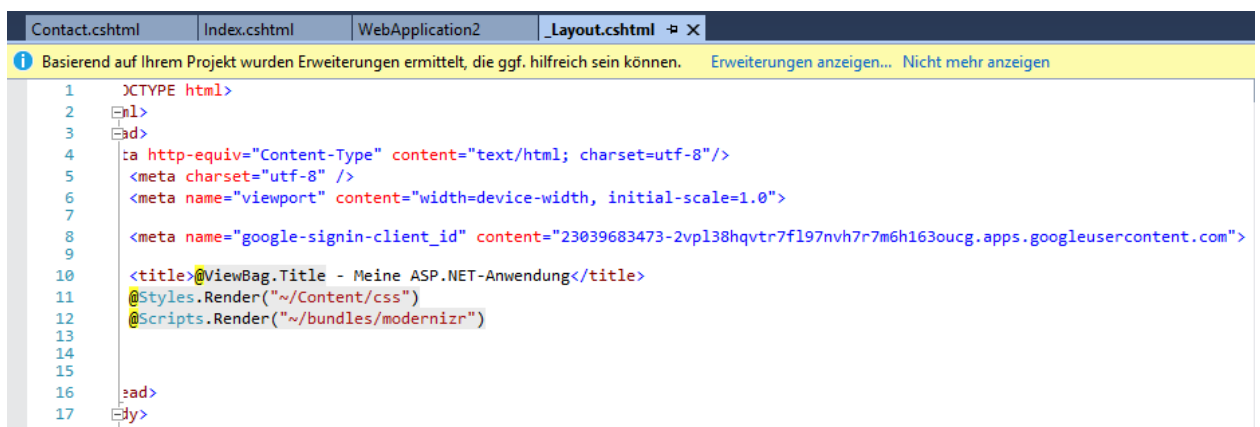 Contact.cshtml Index.cshtml WebApplication2 _Layout.cshtml
Basierend auf Ihrem Projekt wurden Erweiterungen ermittelt, die ggf. hilfreich sein können. Erweiterungen anzeigen... Nicht mehr anzeigen
1 OCTYPE html>
2 ml>
3 ad>
4 ta http-equiv="Content-Type" content="text/html; charset=utf-8"/>
5 <meta charset="utf-8" />
6 <meta name="viewport" content="width=device-width, initial-scale=1.0">
7
8 <meta name="google-signin-client_id" content="23039683473-2vpl38hqvtr7fl97nvh7r7m6h163oucg.apps.googleusercontent.com">
9
10 <title>@ViewBag.Title - Meine ASP.NET-Anwendung</title>
11 @Styles.Render("~/Content/css")
12 @Scripts.Render("~/bundles/modernizr")
13
14
15
16 ead>
17 dy>